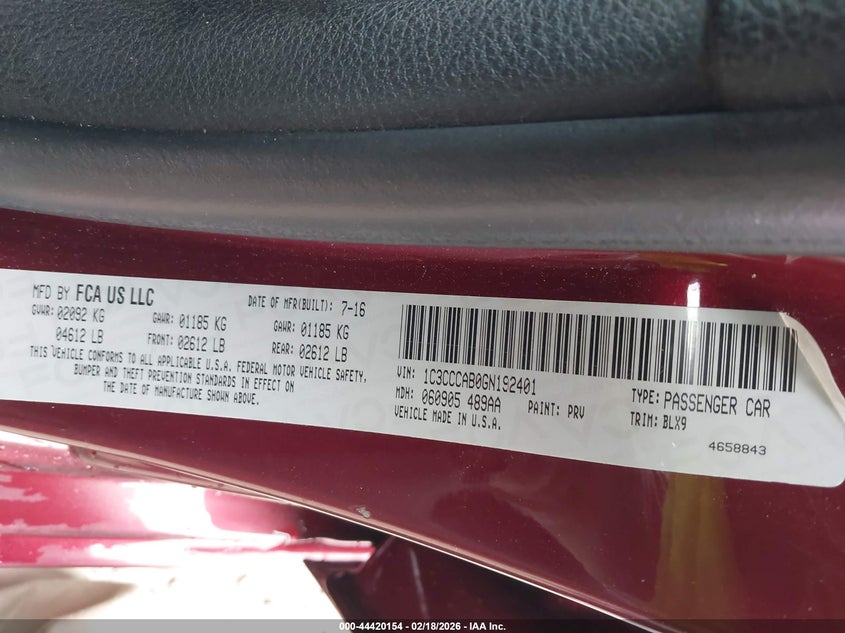 MFD BY FCA US LLC
DATE OF MFR(BUILT): 7-16
GVWR: 02092 KG
04612 LB
GAWR: 01185 KG
FRONT: 02612 LB
GAWR: 01185 KG
REAR: 02612 LB
THIS VEHICLE CONFORMS TO ALL APPLICABLE U.S.A. FEDERAL MOTOR VEHICLE SAFETY,
BUMPER AND THEFT PREVENTION STANDARDS IN EFFECT ON
THE DATE OF MANUFACTURE SHOWN ABOVE.
VIN: 1C3CCCAB0GN192401
TYPE: PASSENGER CAR
MDH: 060905 489AA
PAINT: PRV
TRIM: BLX9
VEHICLE MADE IN U.S.A.
4658843
000-44420154 - 02/18/2026 - IAA Inc.